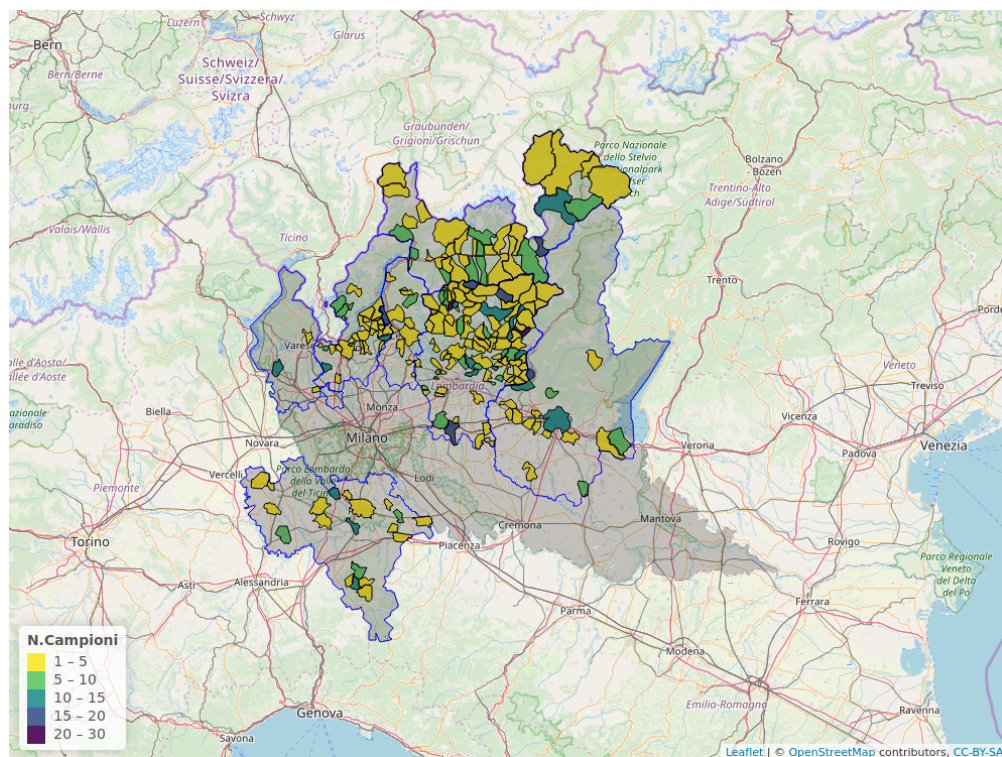 Luzern
Schwyz
Glarus
Bern
Schweiz/
Suisse/Svizzera/
Svizra
Bern/Berne
Graubünden/
Grigioni/Grischun
Parco Nazionale
dello Stelvio
Bolzano
- Bozen
Trentino-Alto
Adige/Südtirol
Valais/Wallis
Ticino
Trento
Varese
Lombardia
Veneto
Treviso
Biella
Monza
Vicenza
Novara
Milano
Verona
Padova
Venezia
Vercelli
Parco Lombardo
della Valle
del Ticino
Lodi
Piemonte
Cremona
Mantova
Torino
Piacenza
Rovigo
Parco Regionale
Veneto
del Delta
del Po
Asti
Alessandria
Ferrara
Parma
Modena
Emilia-Romagna
Ravenna
Genova
Savona
N.Campioni
1 – 5
5 – 10
10 – 15
15 – 20
20 – 30
Leaflet | © OpenStreetMap contributors, CC-BY-SA